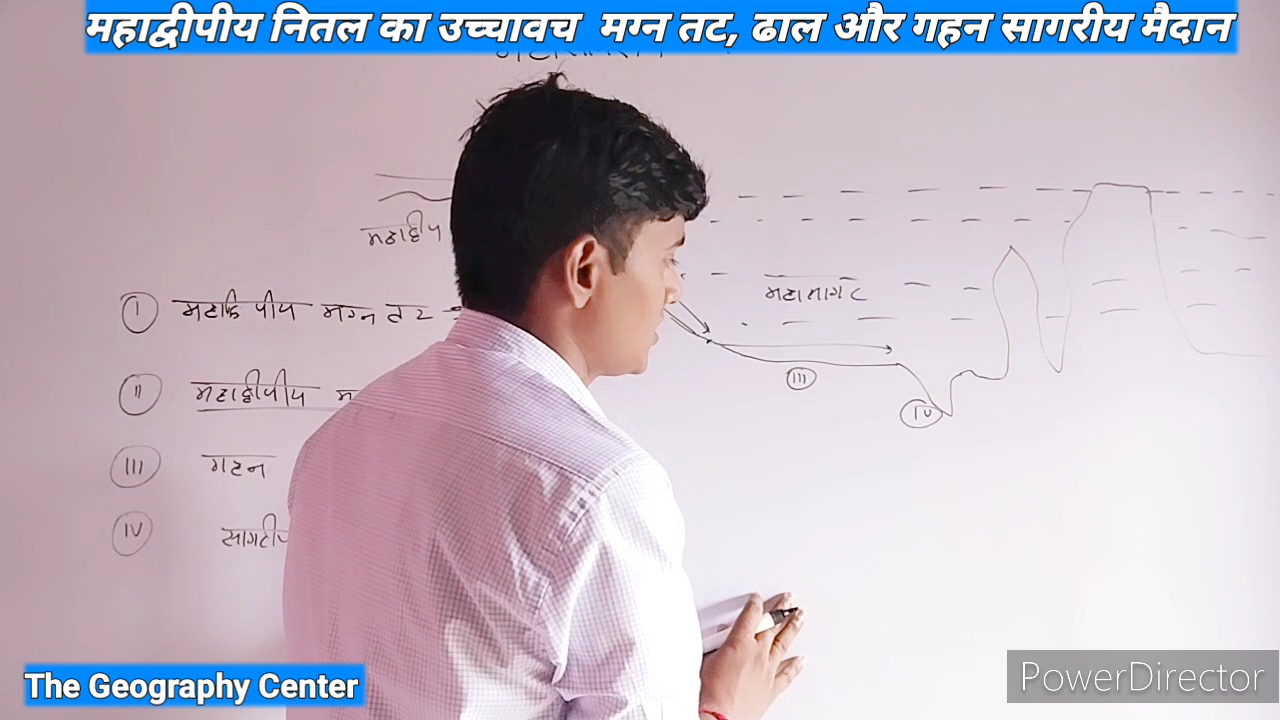 महाद्वीपीय नितल का उच्चावच मग्न तट, ढाल और गहन सागरीय मैदान
महाद्वीप
महासागर
I महाद्वीपीय मग्न तट
III
II महाद्वीपीय म
IV
III गहन
IV
The Geography Center
PowerDirector